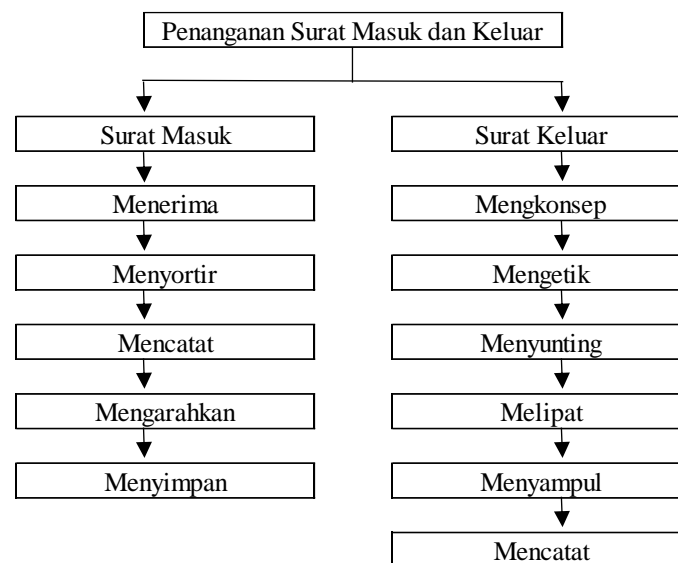 Penanganan Surat Masuk dan Keluar
Surat Masuk
Menerima
Menyortir
Mencatat
Mengarahkan
Menyimpan
Surat Keluar
Mengkonsep
Mengetik
Menyunting
Melipat
Menyampul
Mencatat